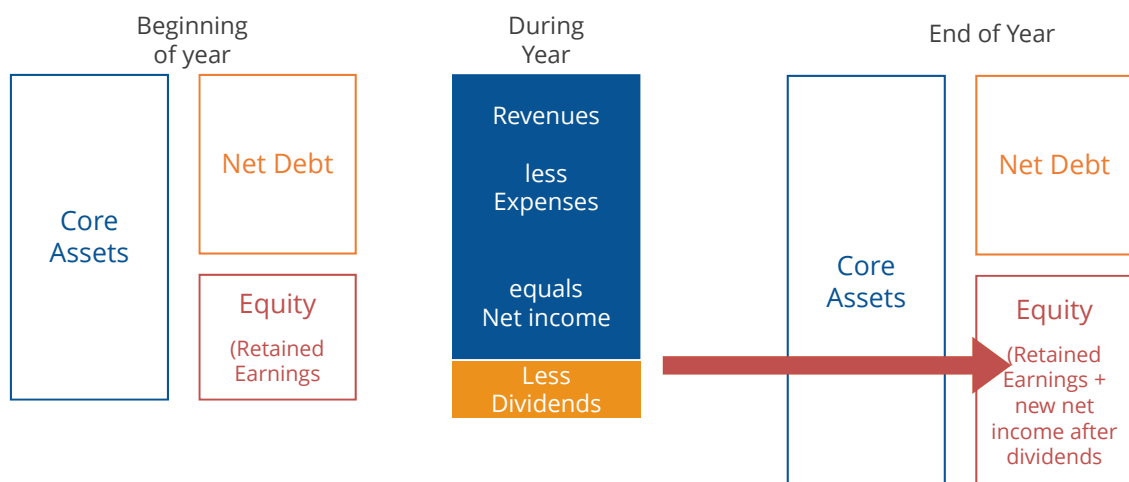 Beginning
of year
During
Year
End of Year
Core
Assets
Net Debt
Equity
(Retained
Earnings
Revenues
less
Expenses
equals
Net income
Less
Dividends
Core
Assets
Net Debt
Equity
(Retained
Earnings +
new net
income after
dividends